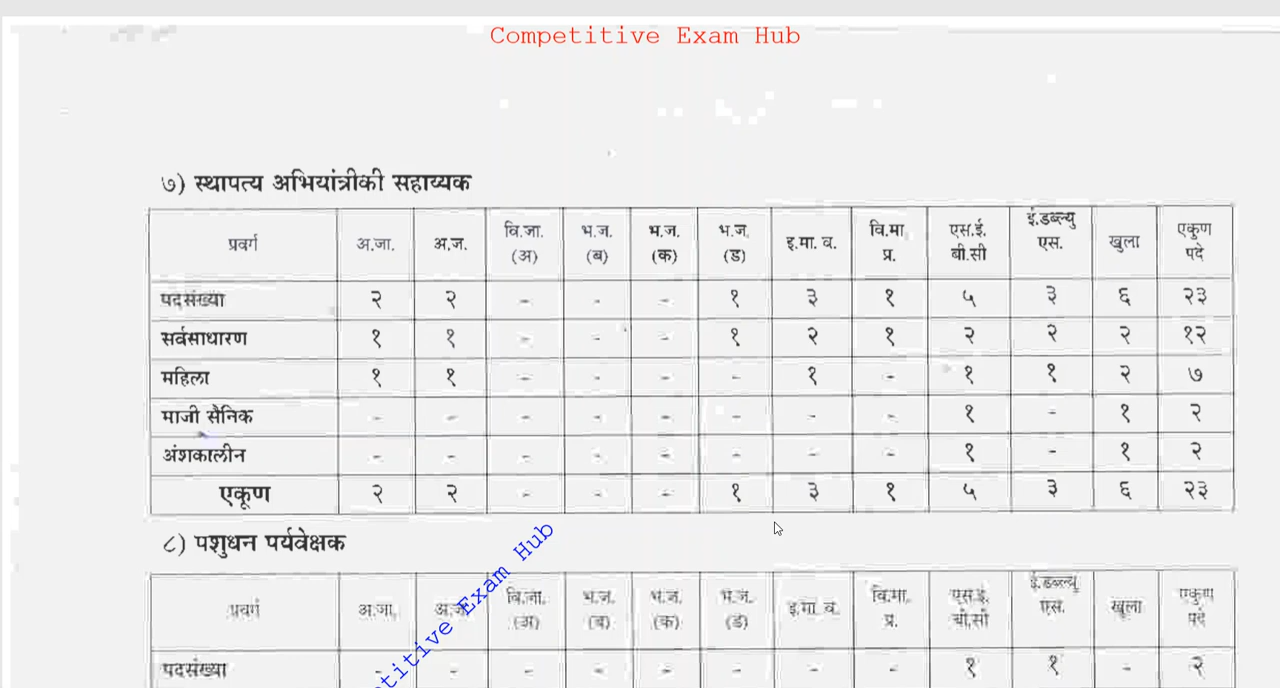 Competitive Exam Hub
७) स्थापत्य अभियांत्रीकी सहाय्यक
प्रवर्ग अ.जा. अ.ज. वि.जा. (अ) भ.ज. (ब) भ.ज. (क) भ.ज. (ड) इ.मा. व. वि.मा. प्र. एस.ई. बी.सी ई.डब्ल्यु एस. खुला एकुण पदे
पदसंख्या २ २ - - - १ ३ १ ५ ३ ६ २३
सर्वसाधारण १ १ - - - १ २ १ २ २ २ १२
महिला १ १ - - - - १ - १ १ २ ७
माजी सैनिक - - - - - - - - १ - १ २
अंशकालीन - - - - - - - - १ - १ २
एकूण २ २ - - - १ ३ १ ५ ३ ६ २३
८) पशुधन पर्यवेक्षक
प्रवर्ग अ.जा. अ.ज. वि.जा. (अ) भ.ज. (ब) भ.ज. (क) भ.ज. (ड) इ.मा. व. वि.मा. प्र. एस.ई. बी.सी ई.डब्ल्यु एस. खुला एकुण पदे
पदसंख्या - - - - - - - - १ १ - २
Exam Hub